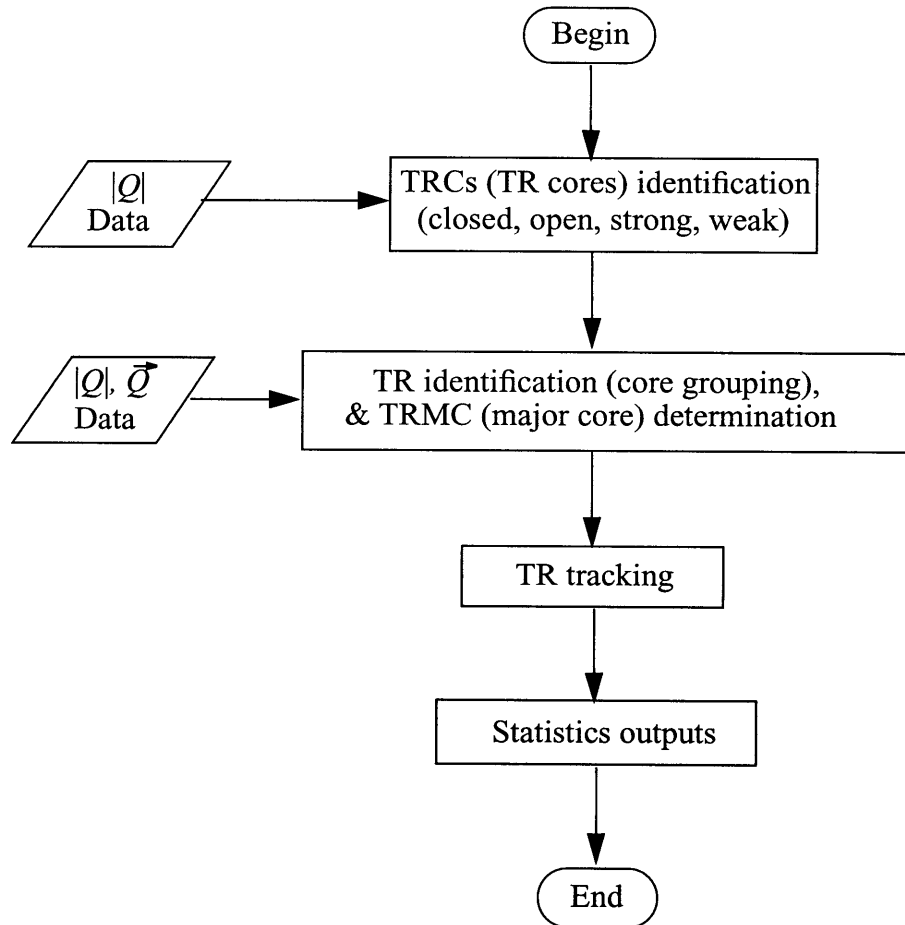 Begin
|Q|
Data
TRCs (TR cores) identification
(closed, open, strong, weak)
|Q|, Q⃗
Data
TR identification (core grouping),
& TRMC (major core) determination
TR tracking
Statistics outputs
End